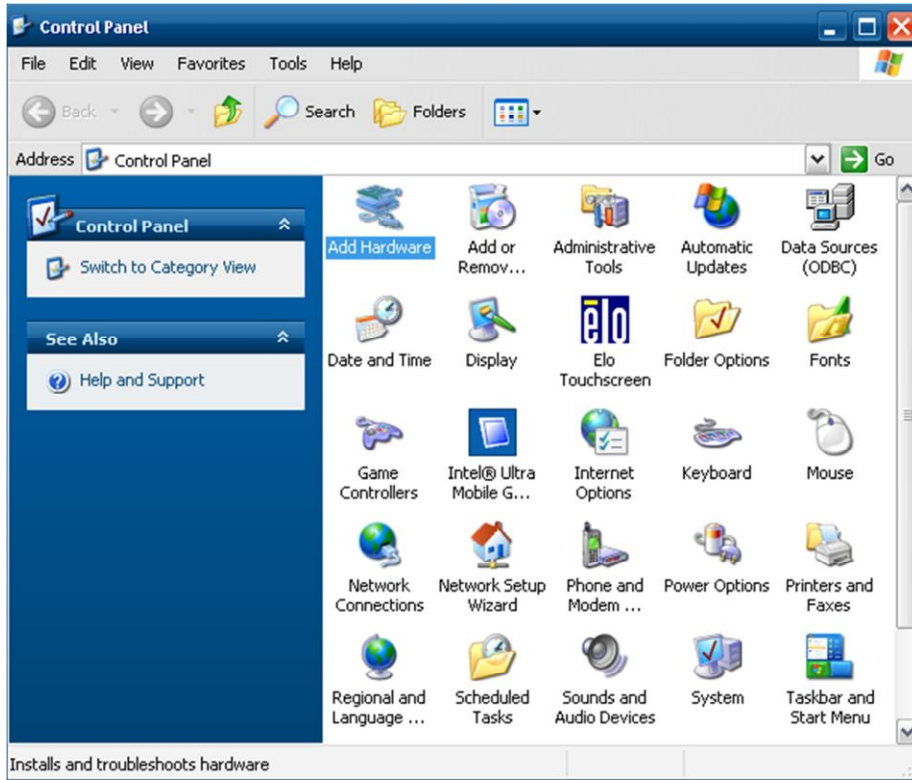 Control Panel
File Edit View Favorites Tools Help
Back Search Folders
Address Control Panel Go
Control Panel
Switch to Category View
See Also
Help and Support
Add Hardware
Add or
Remov...
Administrative
Tools
Automatic
Updates
Data Sources
(ODBC)
Date and Time
Display
elo
Elo
Touchscreen
Folder Options
Fonts
Game
Controllers
Intel® Ultra
Mobile G...
Internet
Options
Keyboard
Mouse
Network
Connections
Network Setup
Wizard
Phone and
Modem ...
Power Options
Printers and
Faxes
Regional and
Language ...
Scheduled
Tasks
Sounds and
Audio Devices
System
Taskbar and
Start Menu
Installs and troubleshoots hardware